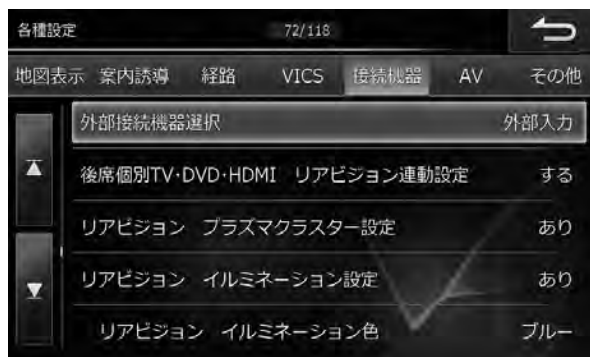 各種設定 72/118
地図表示 案内誘導 経路 VICS 接続機器 AV その他
外部接続機器選択 外部入力
後席個別TV･DVD･HDMI リアビジョン連動設定 する
リアビジョン プラズマクラスター設定 あり
リアビジョン イルミネーション設定 あり
リアビジョン イルミネーション色 ブルー